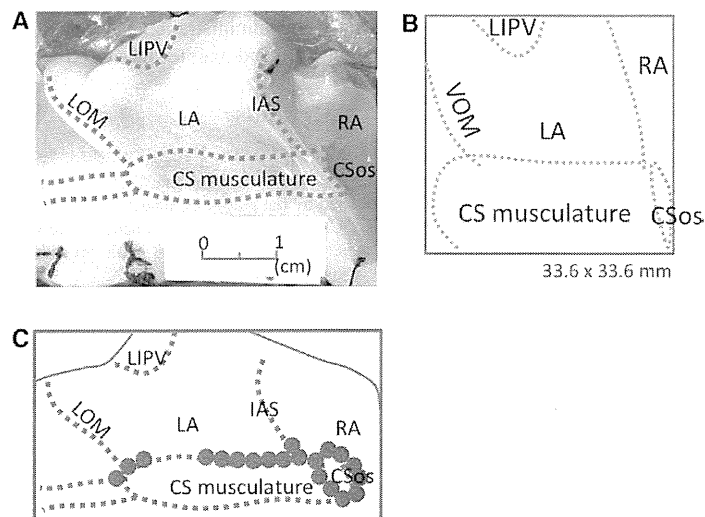 A
LIPV
LOM
IAS
LA
RA
CS musculature
CSos
0 1
(cm)
B
LIPV
RA
VOM
LA
CS musculature
CSos
33.6 x 33.6 mm
C
LIPV
LOM
IAS
LA
RA
CS musculature
CSos